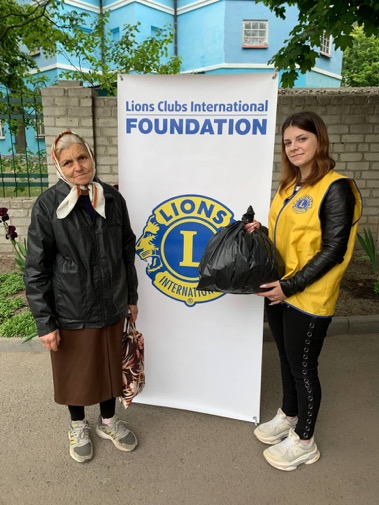 Lions Clubs International
FOUNDATION
LIONS
L
INTERNATIONAL